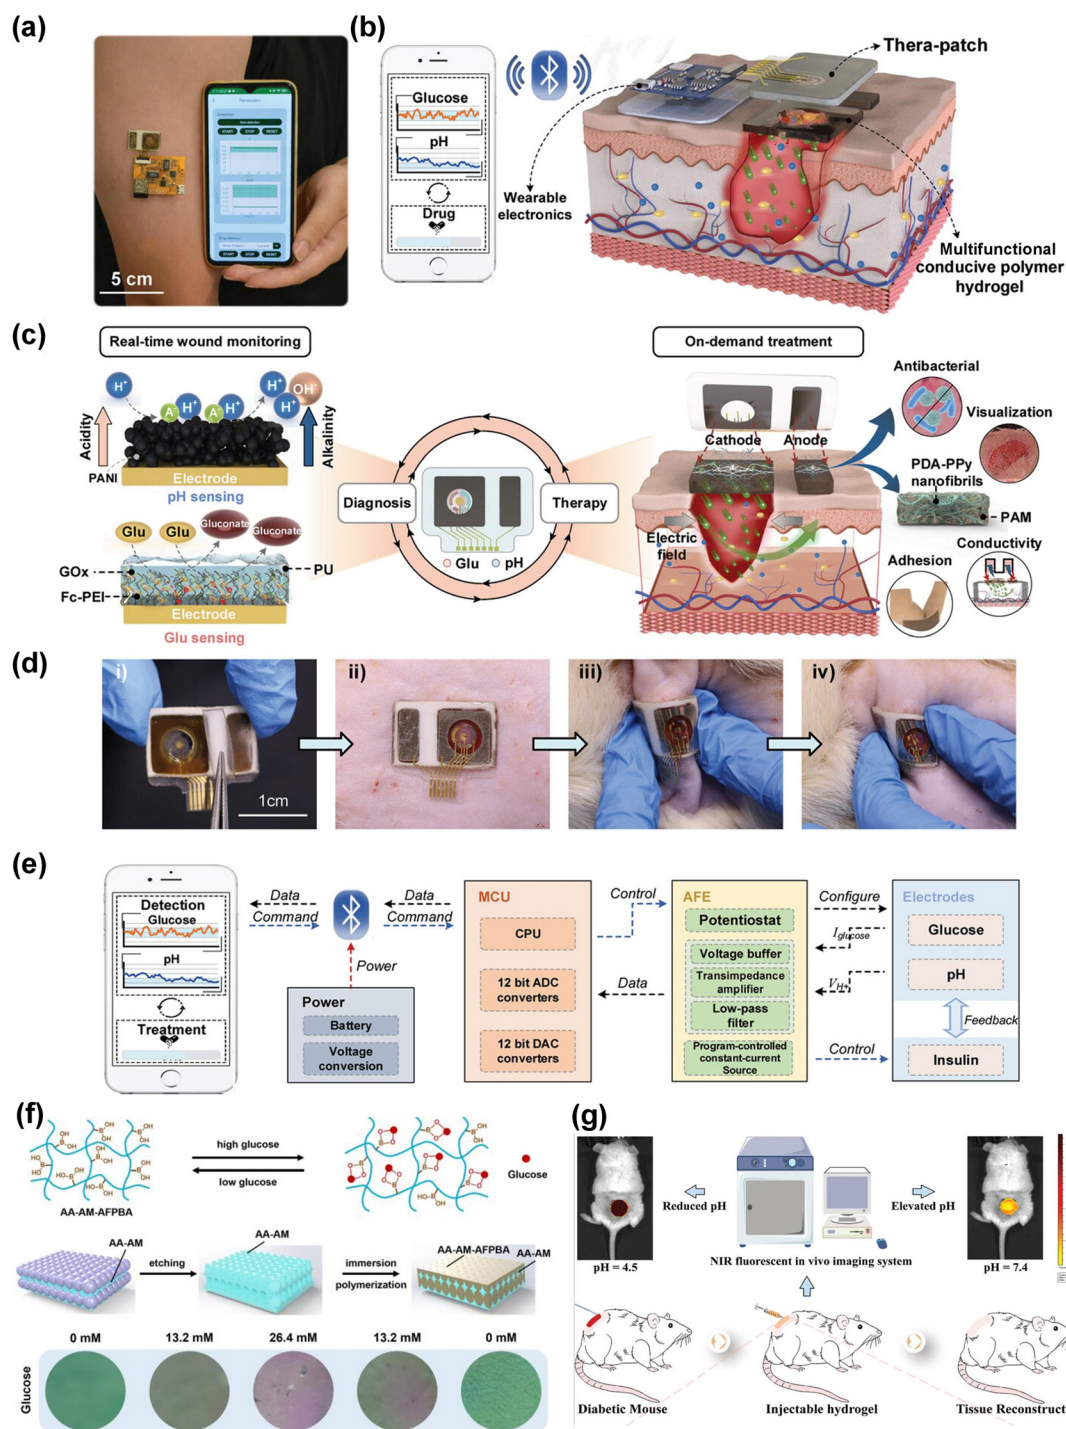 (a)
START STOP RESET
START STOP RESET
5 cm
(b)
Glucose
pH
Drug
Thera-patch
Wearable
electronics
Multifunctional
conducive polymer
hydrogel
(c)
Real-time wound monitoring
On-demand treatment
H+
A-
H+
A-
H+
H+
H+
OH-
Acidity
Alkalinity
PANI
Electrode
pH sensing
Glu
Glu
Gluconate
Gluconate
GOx
PU
Fc-PEI
Electrode
Glu sensing
Diagnosis
Therapy
Glu
pH
Cathode
Anode
Electric
field
Antibacterial
Visualization
PDA-PPy
nanofibrils
PAM
Conductivity
Adhesion
(d)
i)
ii)
iii)
iv)
1cm
(e)
Detection
Glucose
pH
Treatment
Data
Command
Data
Command
Power
Power
Battery
Voltage
conversion
MCU
CPU
12 bit ADC
converters
12 bit DAC
converters
Control
Data
AFE
Potentiostat
Voltage buffer
Transimpedance
amplifier
Low-pass
filter
Program-controlled
constant-current
Source
Configure
Iglucose
VH+
Control
Electrodes
Glucose
pH
Feedback
Insulin
(f)
high glucose
low glucose
Glucose
AA-AM-AFPBA
AA-AM
etching
AA-AM
immersion
polymerization
AA-AM-AFPBA
AA-AM
0 mM
13.2 mM
26.4 mM
13.2 mM
0 mM
Glucose
(g)
Reduced pH
Elevated pH
NIR fluorescent in vivo imaging system
pH = 4.5
pH = 7.4
Diabetic Mouse
Injectable hydrogel
Tissue Reconstruct